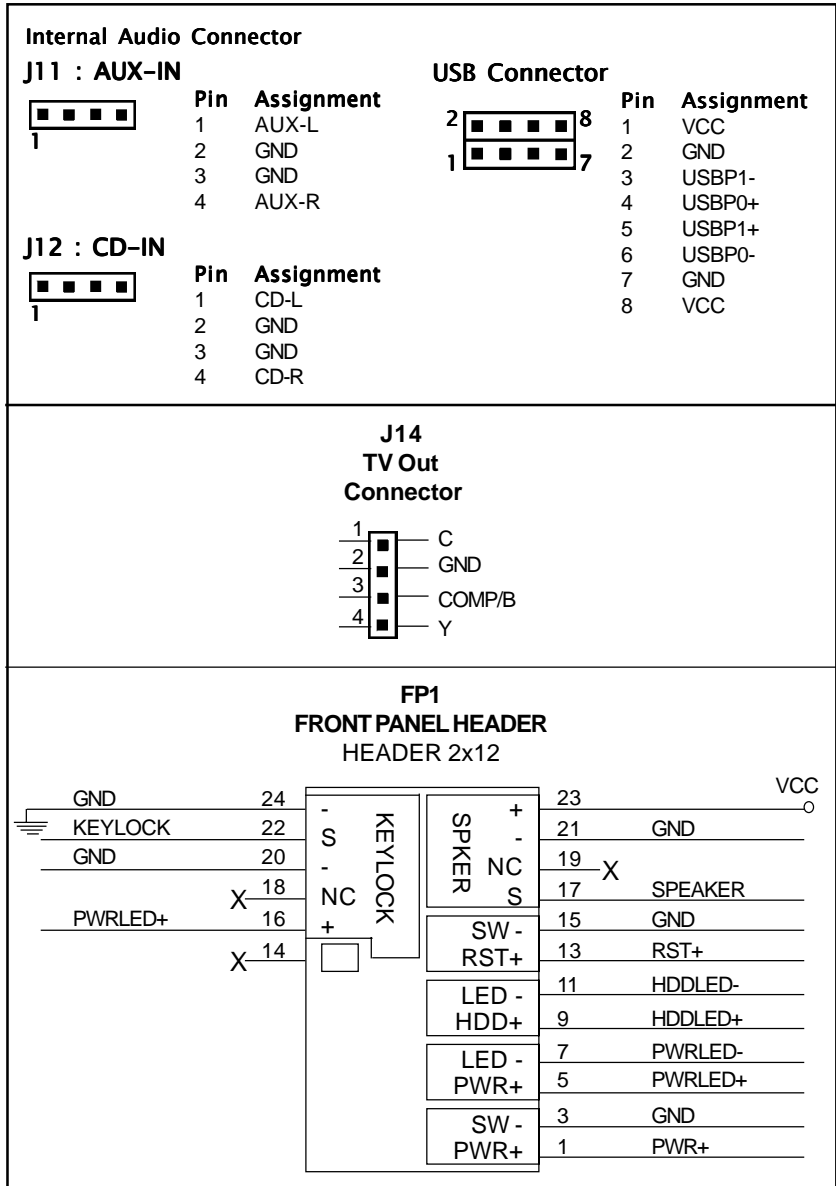 Internal Audio Connector
J11 : AUX-IN
Pin Assignment
1 AUX-L
2 GND
3 GND
4 AUX-R
1
J12 : CD-IN
Pin Assignment
1 CD-L
2 GND
3 GND
4 CD-R
1
USB Connector
2 8
1 7
Pin Assignment
1 VCC
2 GND
3 USBP1-
4 USBP0+
5 USBP1+
6 USBP0-
7 GND
8 VCC
J14
TV Out
Connector
1 C
2 GND
3 COMP/B
4 Y
FP1
FRONT PANEL HEADER
HEADER 2x12
GND 24 -
KEYLOCK 22 S
GND 20 -
X 18 NC
PWRLED+ 16 +
X 14
KEYLOCK
SPKER
+ 23 VCC
- 21 GND
NC 19 X
S 17 SPEAKER
SW - 15 GND
RST+ 13 RST+
LED - 11 HDDLED-
HDD+ 9 HDDLED+
LED - 7 PWRLED-
PWR+ 5 PWRLED+
SW - 3 GND
PWR+ 1 PWR+